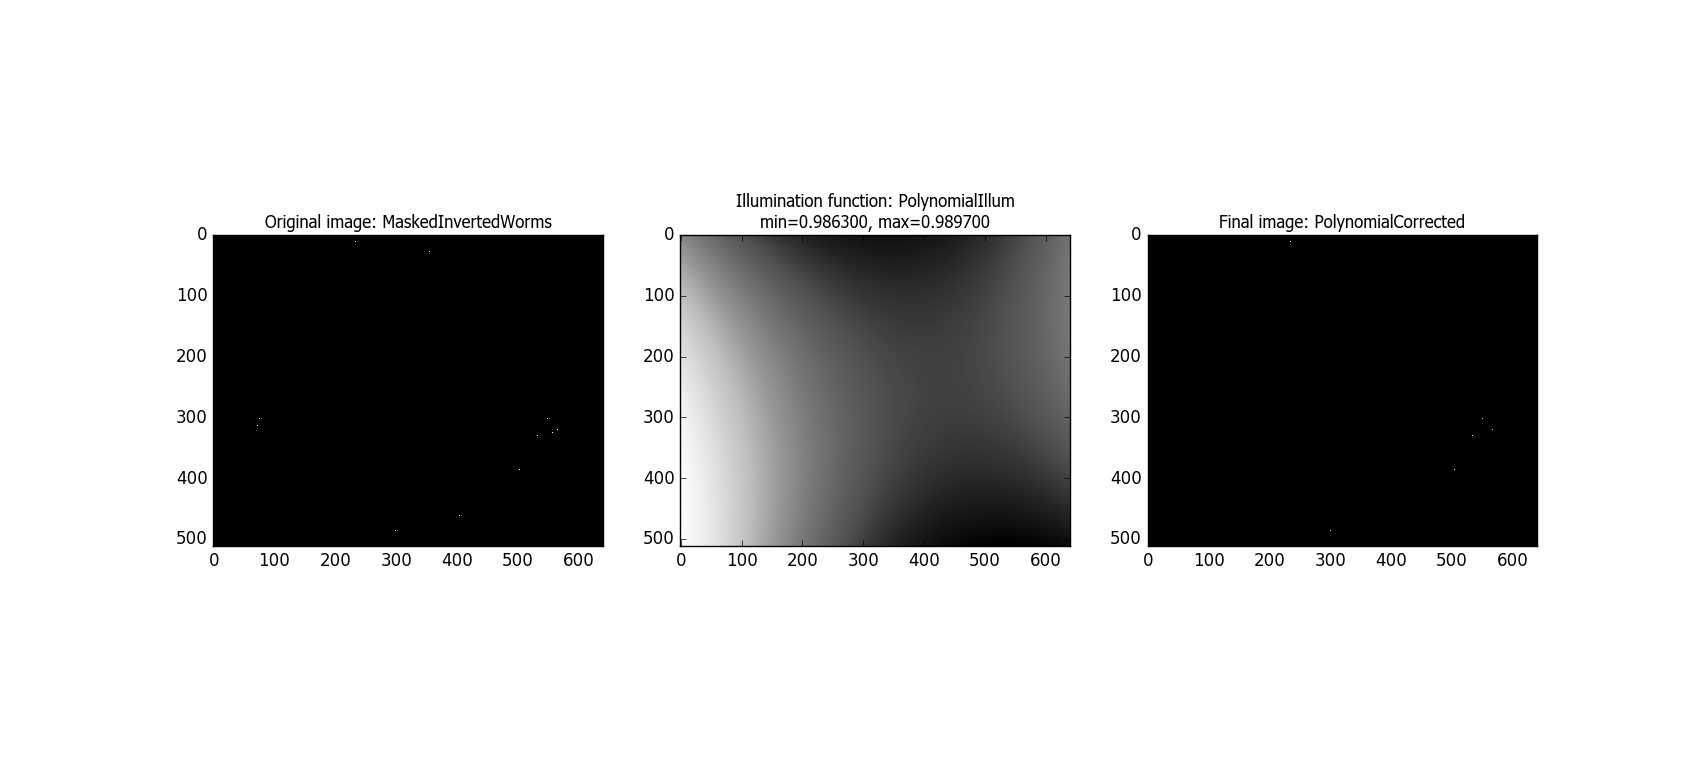 Original image: MaskedInvertedWorms
0
100
200
300
400
500
0 100 200 300 400 500 600
Illumination function: PolynomialIllum
min=0.986300, max=0.989700
0
100
200
300
400
500
0 100 200 300 400 500 600
Final image: PolynomialCorrected
0
100
200
300
400
500
0 100 200 300 400 500 600